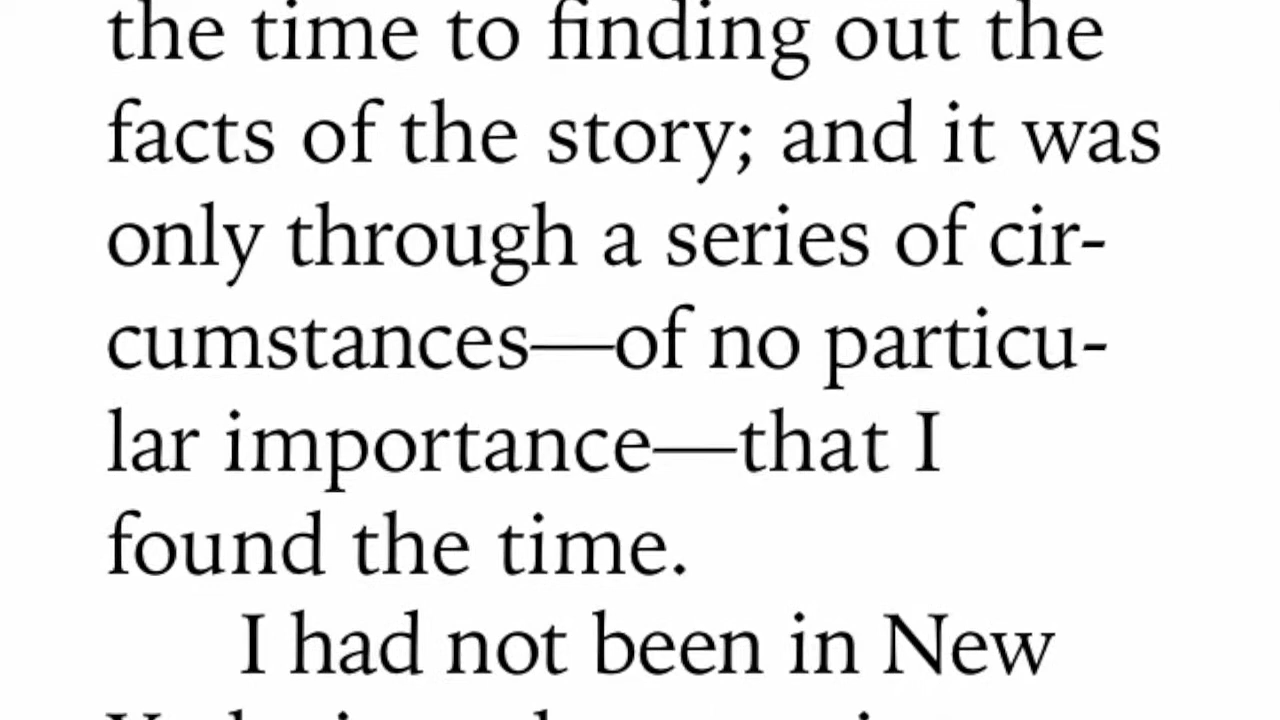 the time to finding out the
facts of the story; and it was
only through a series of cir-
cumstances—of no particu-
lar importance—that I
found the time.
I had not been in New